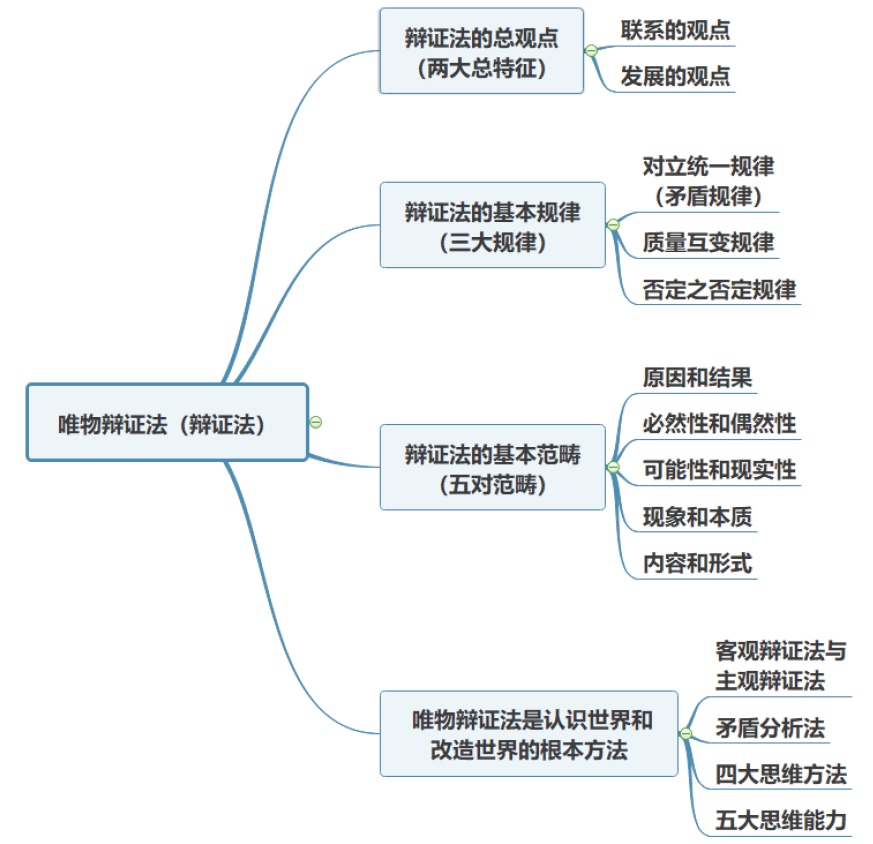 辩证法的总观点
（两大总特征）
联系的观点
发展的观点
辩证法的基本规律
（三大规律）
对立统一规律
（矛盾规律）
质量互变规律
否定之否定规律
唯物辩证法（辩证法）
辩证法的基本范畴
（五对范畴）
原因和结果
必然性和偶然性
可能性和现实性
现象和本质
内容和形式
唯物辩证法是认识世界和
改造世界的根本方法
客观辩证法与
主观辩证法
矛盾分析法
四大思维方法
五大思维能力